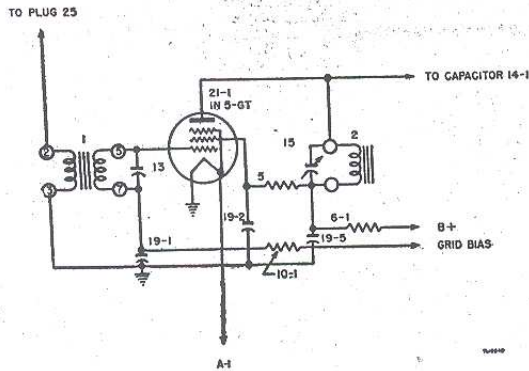 TO PLUG 25
21-1
IN 5-GT
TO CAPACITOR 14-1
1
2
5
13
15
2
3
7
5
19-1
19-2
6-1
B+
19-5
GRID BIAS
10-1
A-1